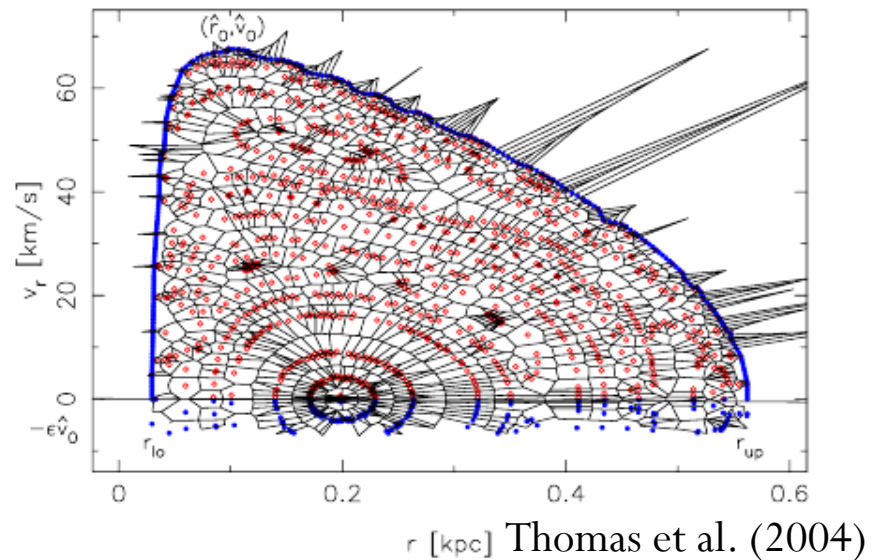 (r̂₀,v̂₀)
60
40
20
0
v_r [km/s]
-εv̂₀
r_lo
r_up
0
0.2
0.4
0.6
r [kpc] Thomas et al. (2004)